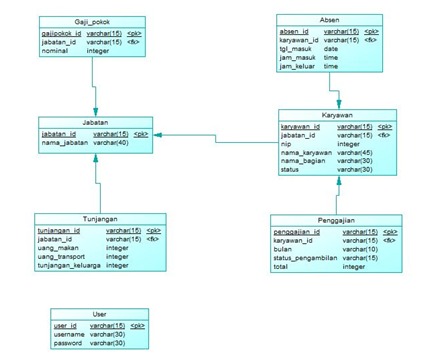 Gaji_pokok
gajipokok_id varchar(15) <pk>
jabatan_id varchar(15) <fk>
nominal integer
Absen
absen_id varchar(15) <pk>
karyawan_id varchar(15) <fk>
tgl_masuk date
jam_masuk time
jam_keluar time
Jabatan
jabatan_id varchar(15) <pk>
nama_jabatan varchar(40)
Karyawan
karyawan_id varchar(15) <pk>
jabatan_id varchar(15) <fk>
nip integer
nama_karyawan varchar(45)
nama_bagian varchar(30)
status varchar(30)
Tunjangan
tunjangan_id varchar(15) <pk>
jabatan_id varchar(15) <fk>
uang_makan integer
uang_transport integer
tunjangan_keluarga integer
Penggajian
penggajian_id varchar(15) <pk>
karyawan_id varchar(15) <fk>
bulan varchar(10)
status_pengambilan varchar(15)
total integer
User
user_id varchar(15) <pk>
username varchar(30)
password varchar(30)